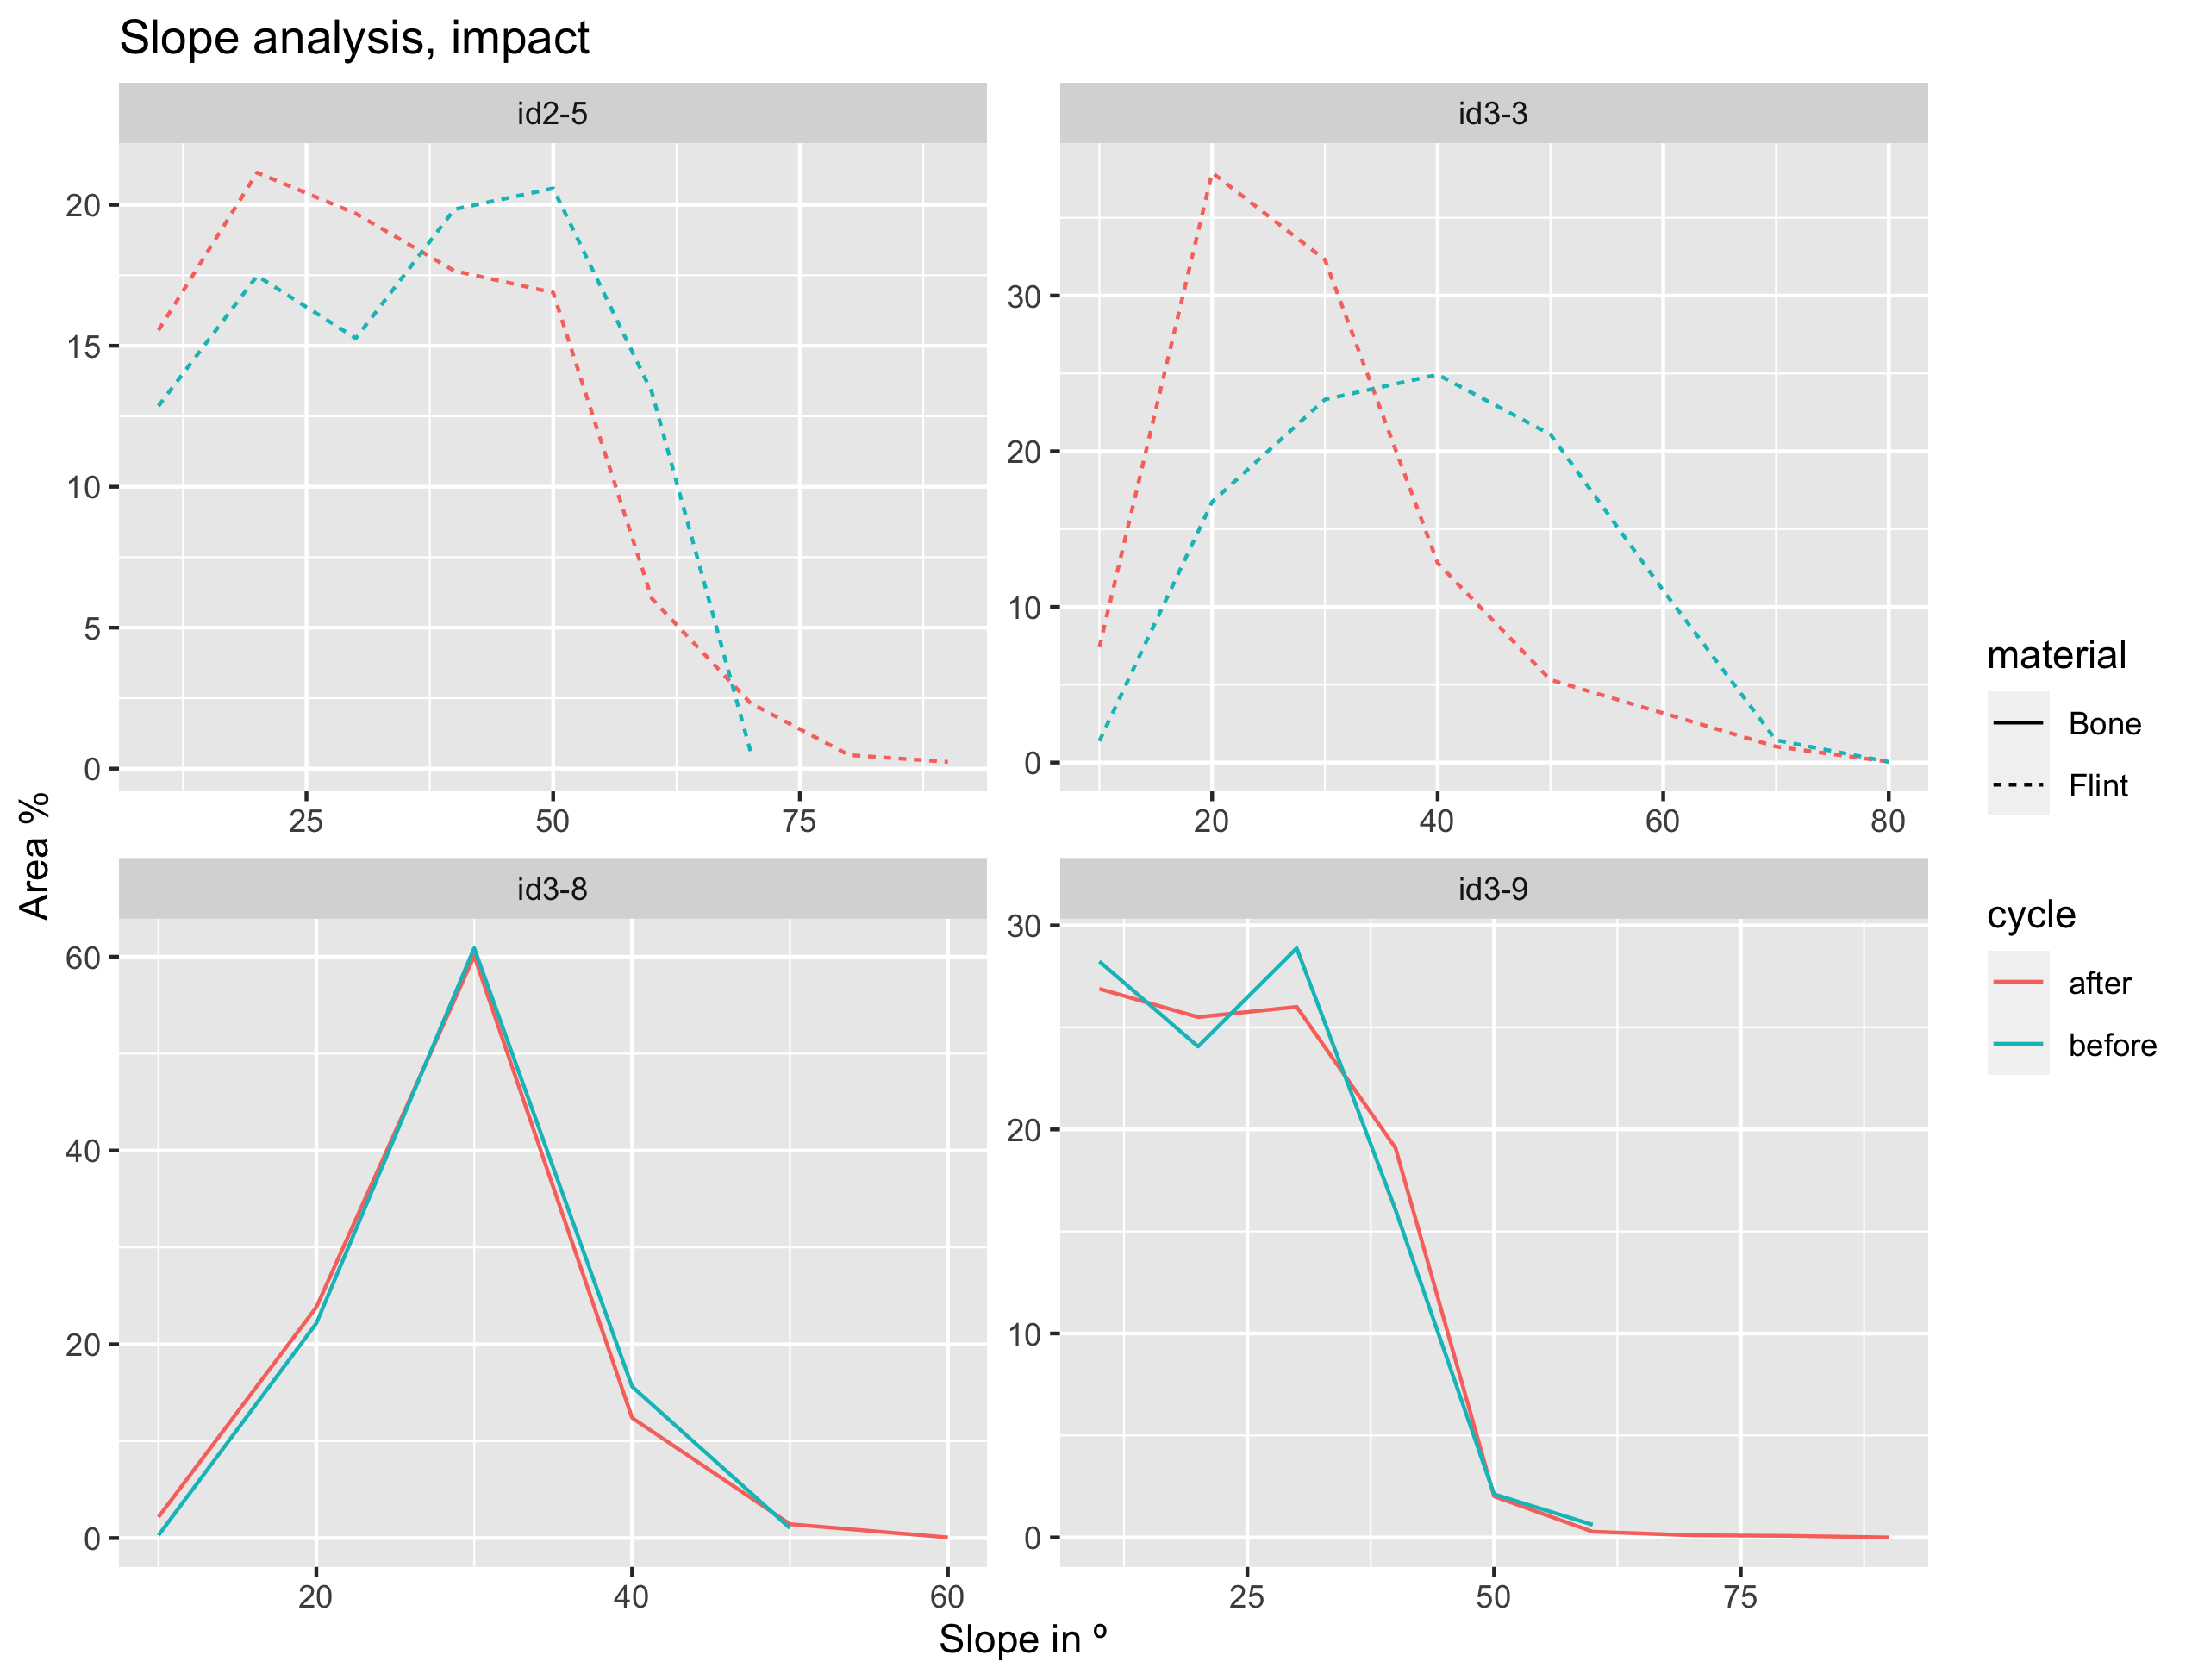 Slope analysis, impact
id2-5
id3-3
20
15
10
5
0
30
20
10
0
25 50 75
20 40 60 80
Area %
id3-8
id3-9
60
40
20
0
30
20
10
0
20 40 60
25 50 75
Slope in º
material
Bone
Flint
cycle
after
before